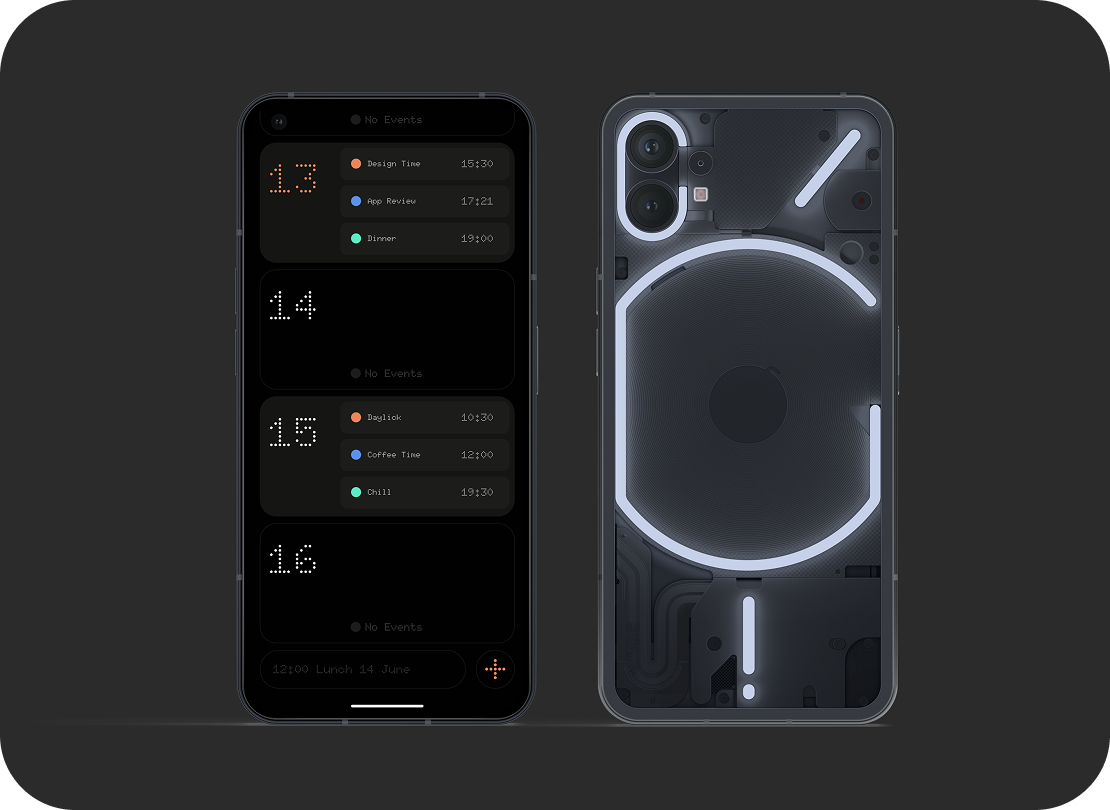 No Events
13
Design Time 15:30
App Review 17:21
Dinner 19:00
14
No Events
15
Daylick 10:30
Coffee Time 12:00
Chill 19:30
16
No Events
12:00 Lunch 14 June